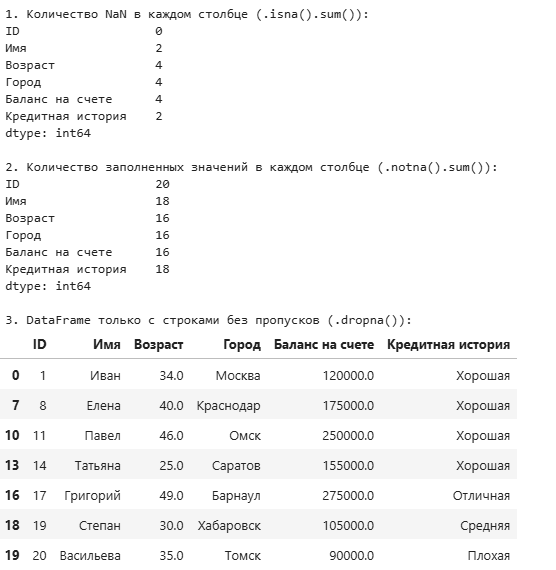 1. Количество NaN в каждом столбце (.isna().sum()):
ID 0
Имя 2
Возраст 4
Город 4
Баланс на счете 4
Кредитная история 2
dtype: int64
2. Количество заполненных значений в каждом столбце (.notna().sum()):
ID 20
Имя 18
Возраст 16
Город 16
Баланс на счете 16
Кредитная история 18
dtype: int64
3. DataFrame только с строками без пропусков (.dropna()):
ID Имя Возраст Город Баланс на счете Кредитная история
0 1 Иван 34.0 Москва 120000.0 Хорошая
7 8 Елена 40.0 Краснодар 175000.0 Хорошая
10 11 Павел 46.0 Омск 250000.0 Хорошая
13 14 Татьяна 25.0 Саратов 155000.0 Хорошая
16 17 Григорий 49.0 Барнаул 275000.0 Отличная
18 19 Степан 30.0 Хабаровск 105000.0 Средняя
19 20 Васильева 35.0 Томск 90000.0 Плохая